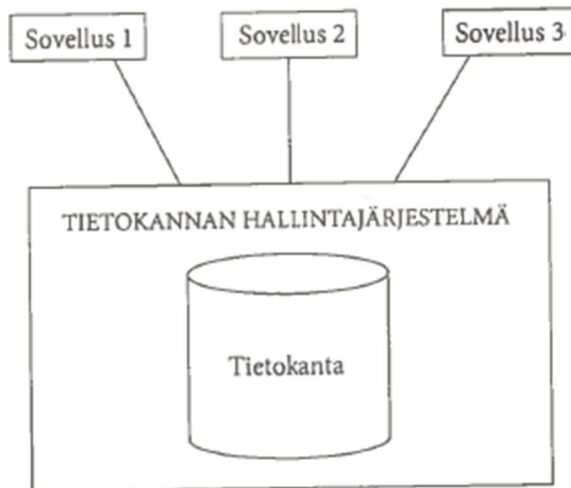 Sovellus 1
Sovellus 2
Sovellus 3
TIETOKANNAN HALLINTAJÄRJESTELMÄ
Tietokanta